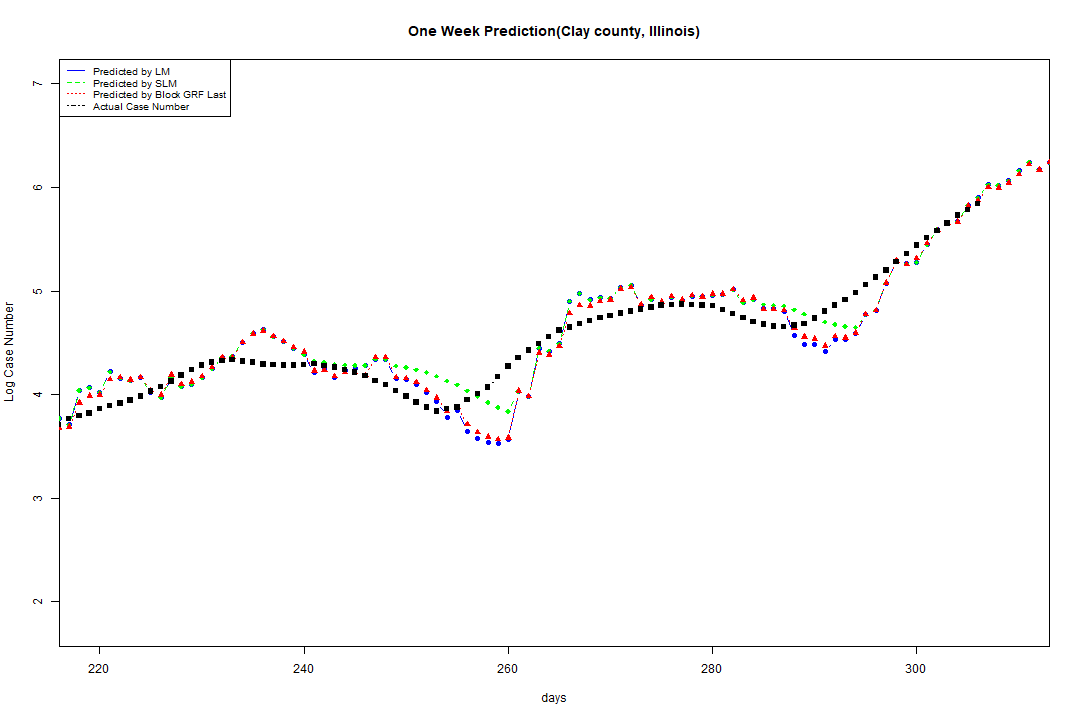 One Week Prediction(Clay county, Illinois)
Predicted by LM
Predicted by SLM
Predicted by Block GRF Last
Actual Case Number
7
6
5
4
3
2
Log Case Number
220 240 260 280 300
days